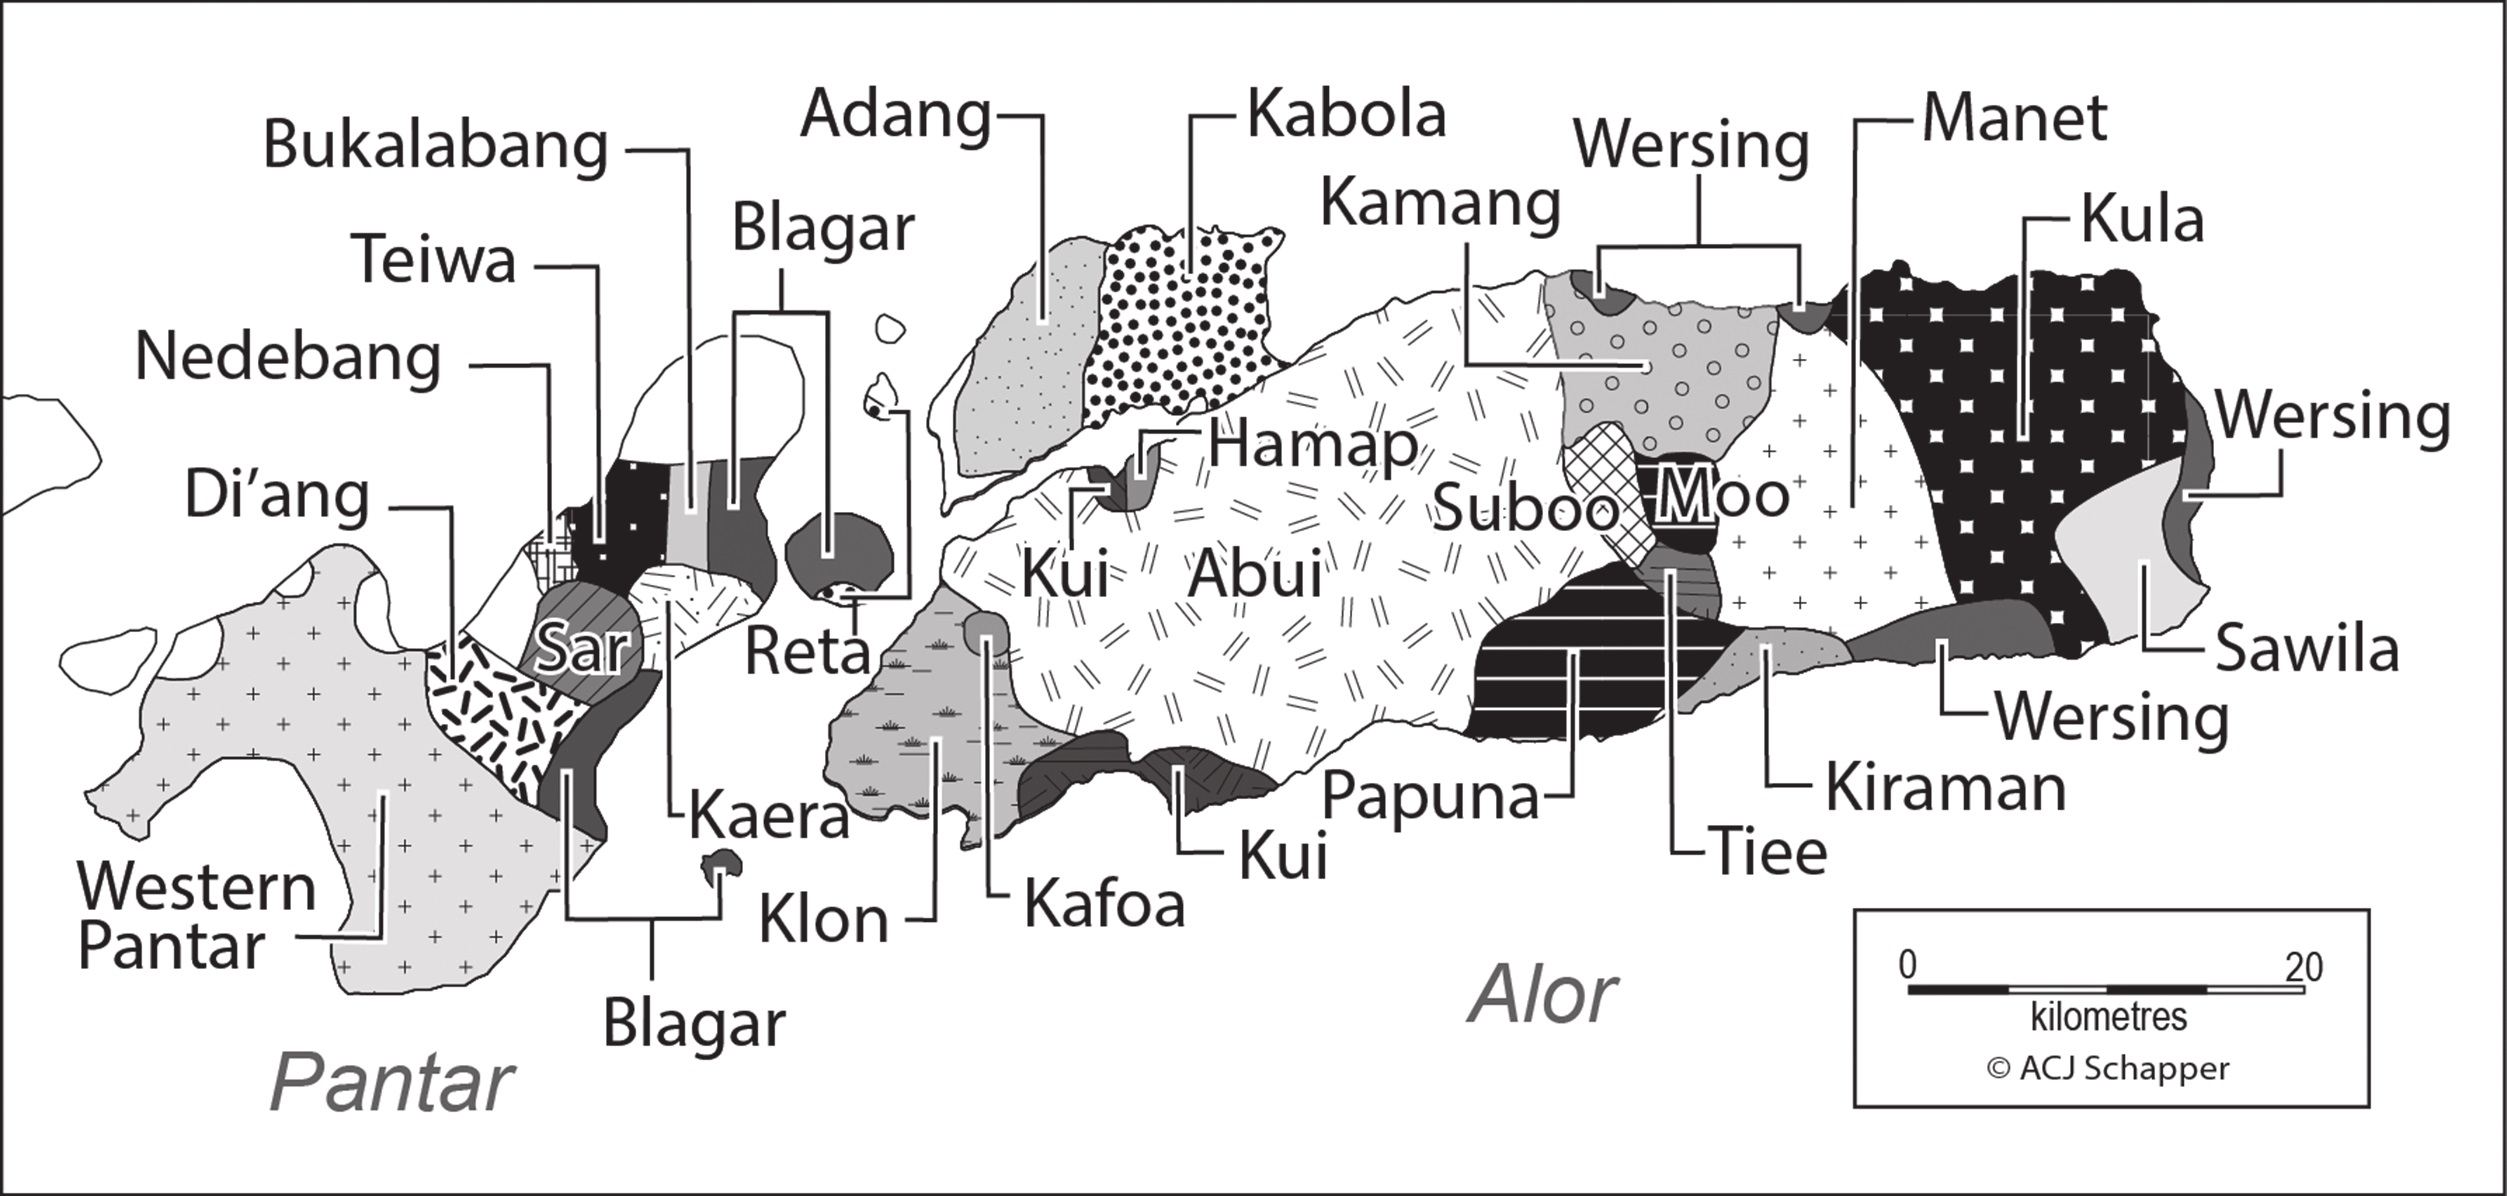 Adang
Kabola
Manet
Bukalabang
Wersing
Kamang
Blagar
Kula
Teiwa
Nedebang
Wersing
Hamap
Di'ang
Suboo
Moo
Kui
Abui
Sar
Reta
Sawila
Wersing
Papuna
Kiraman
Kaera
Kui
Tiee
Western
Pantar
Klon
Kafoa
Blagar
Alor
Pantar
0 20
kilometres
© ACJ Schapper